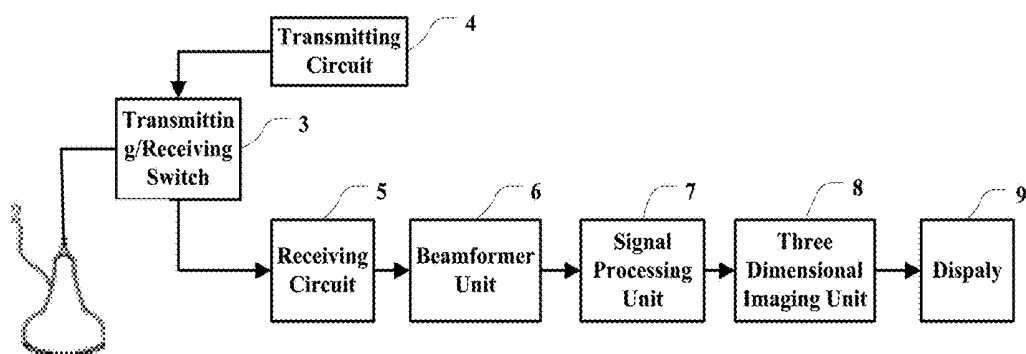 Transmitting
Circuit
4
Transmittin
g/Receiving
Switch
3
Receiving
Circuit
5
Beamformer
Unit
6
Signal
Processing
Unit
7
Three
Dimensional
Imaging Unit
8
Dispaly
9